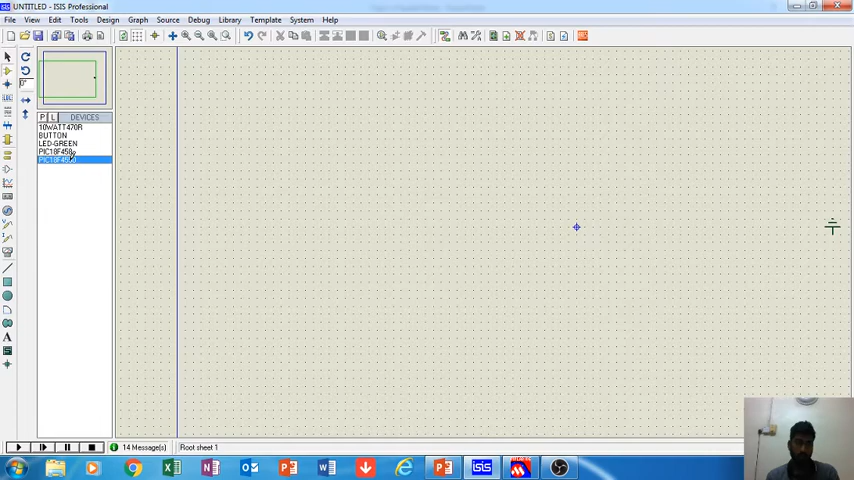 UNTITLED - ISIS Professional
File View Edit Tools Design Graph Source Debug Library Template System Help
0°
P L DEVICES
10WATT470R
BUTTON
LED-GREEN
14 Message(s) Root sheet 1